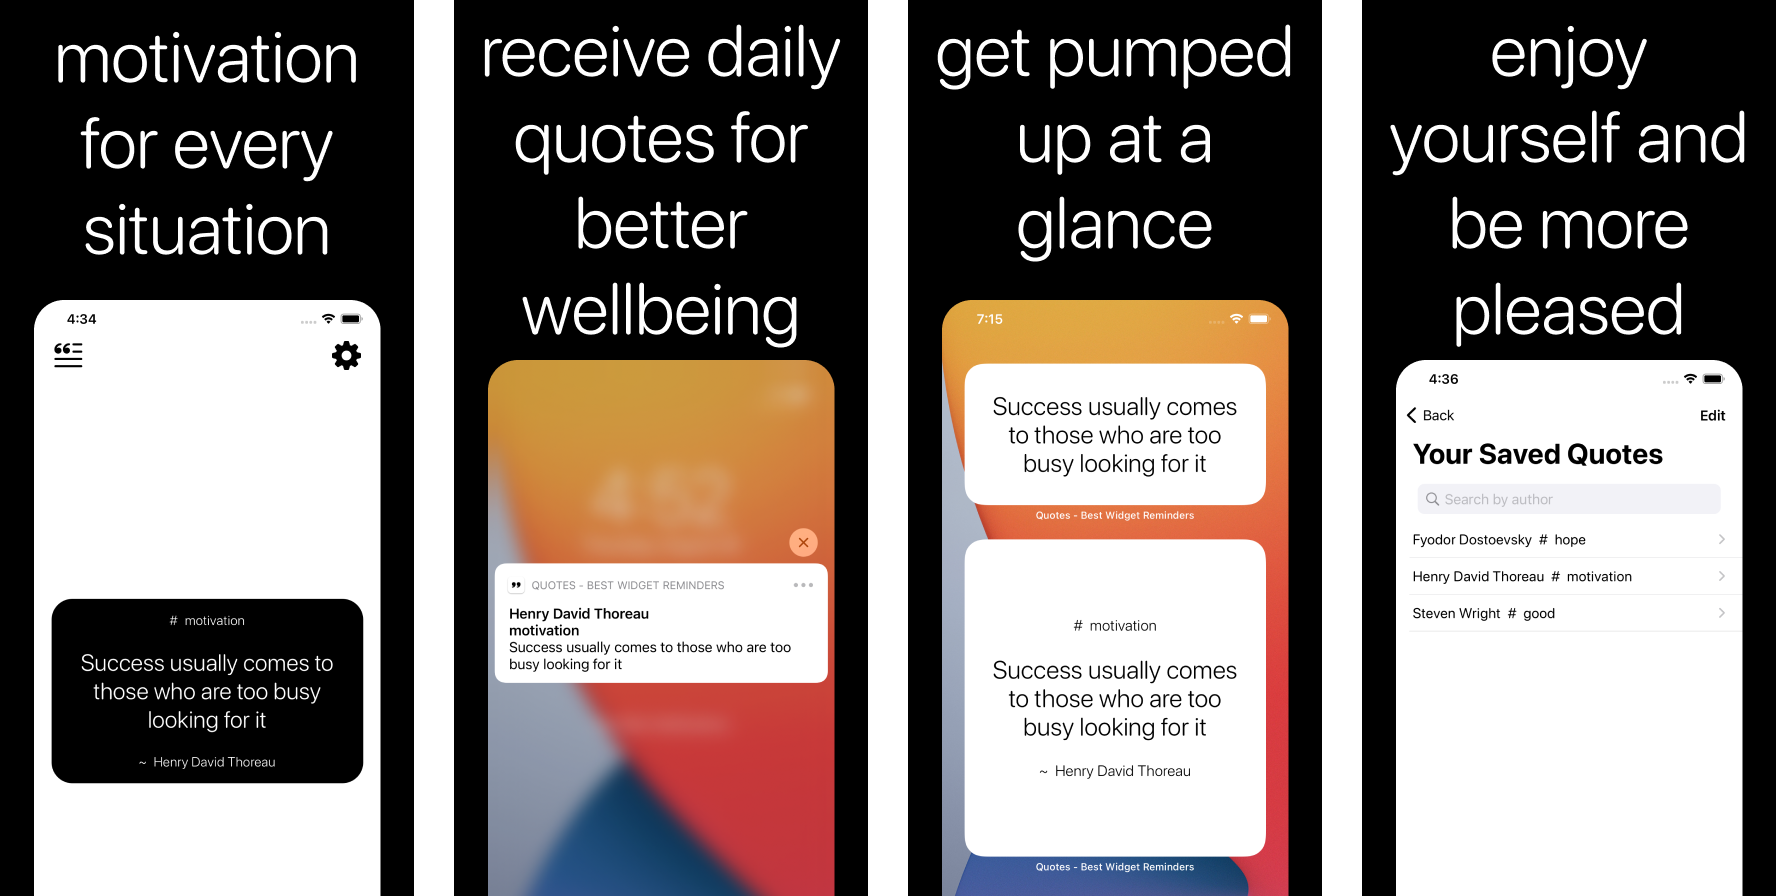 motivation
for every
situation
4:34
# motivation
Success usually comes to
those who are too busy
looking for it
~ Henry David Thoreau
receive daily
quotes for
better
wellbeing
4:52
QUOTES - BEST WIDGET REMINDERS
Henry David Thoreau
motivation
Success usually comes to those who are too
busy looking for it
get pumped
up at a
glance
7:15
Success usually comes
to those who are too
busy looking for it
Quotes - Best Widget Reminders
# motivation
Success usually comes
to those who are too
busy looking for it
~ Henry David Thoreau
Quotes - Best Widget Reminders
enjoy
yourself and
be more
pleased
4:36
Back
Edit
Your Saved Quotes
Search by author
Fyodor Dostoevsky # hope
Henry David Thoreau # motivation
Steven Wright # good